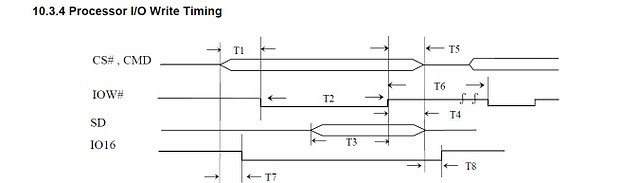 10.3.4 Processor I/O Write Timing
T1
T5
CS# , CMD
T6
IOW#
T2
SD
T4
IO16
T3
T7
T8